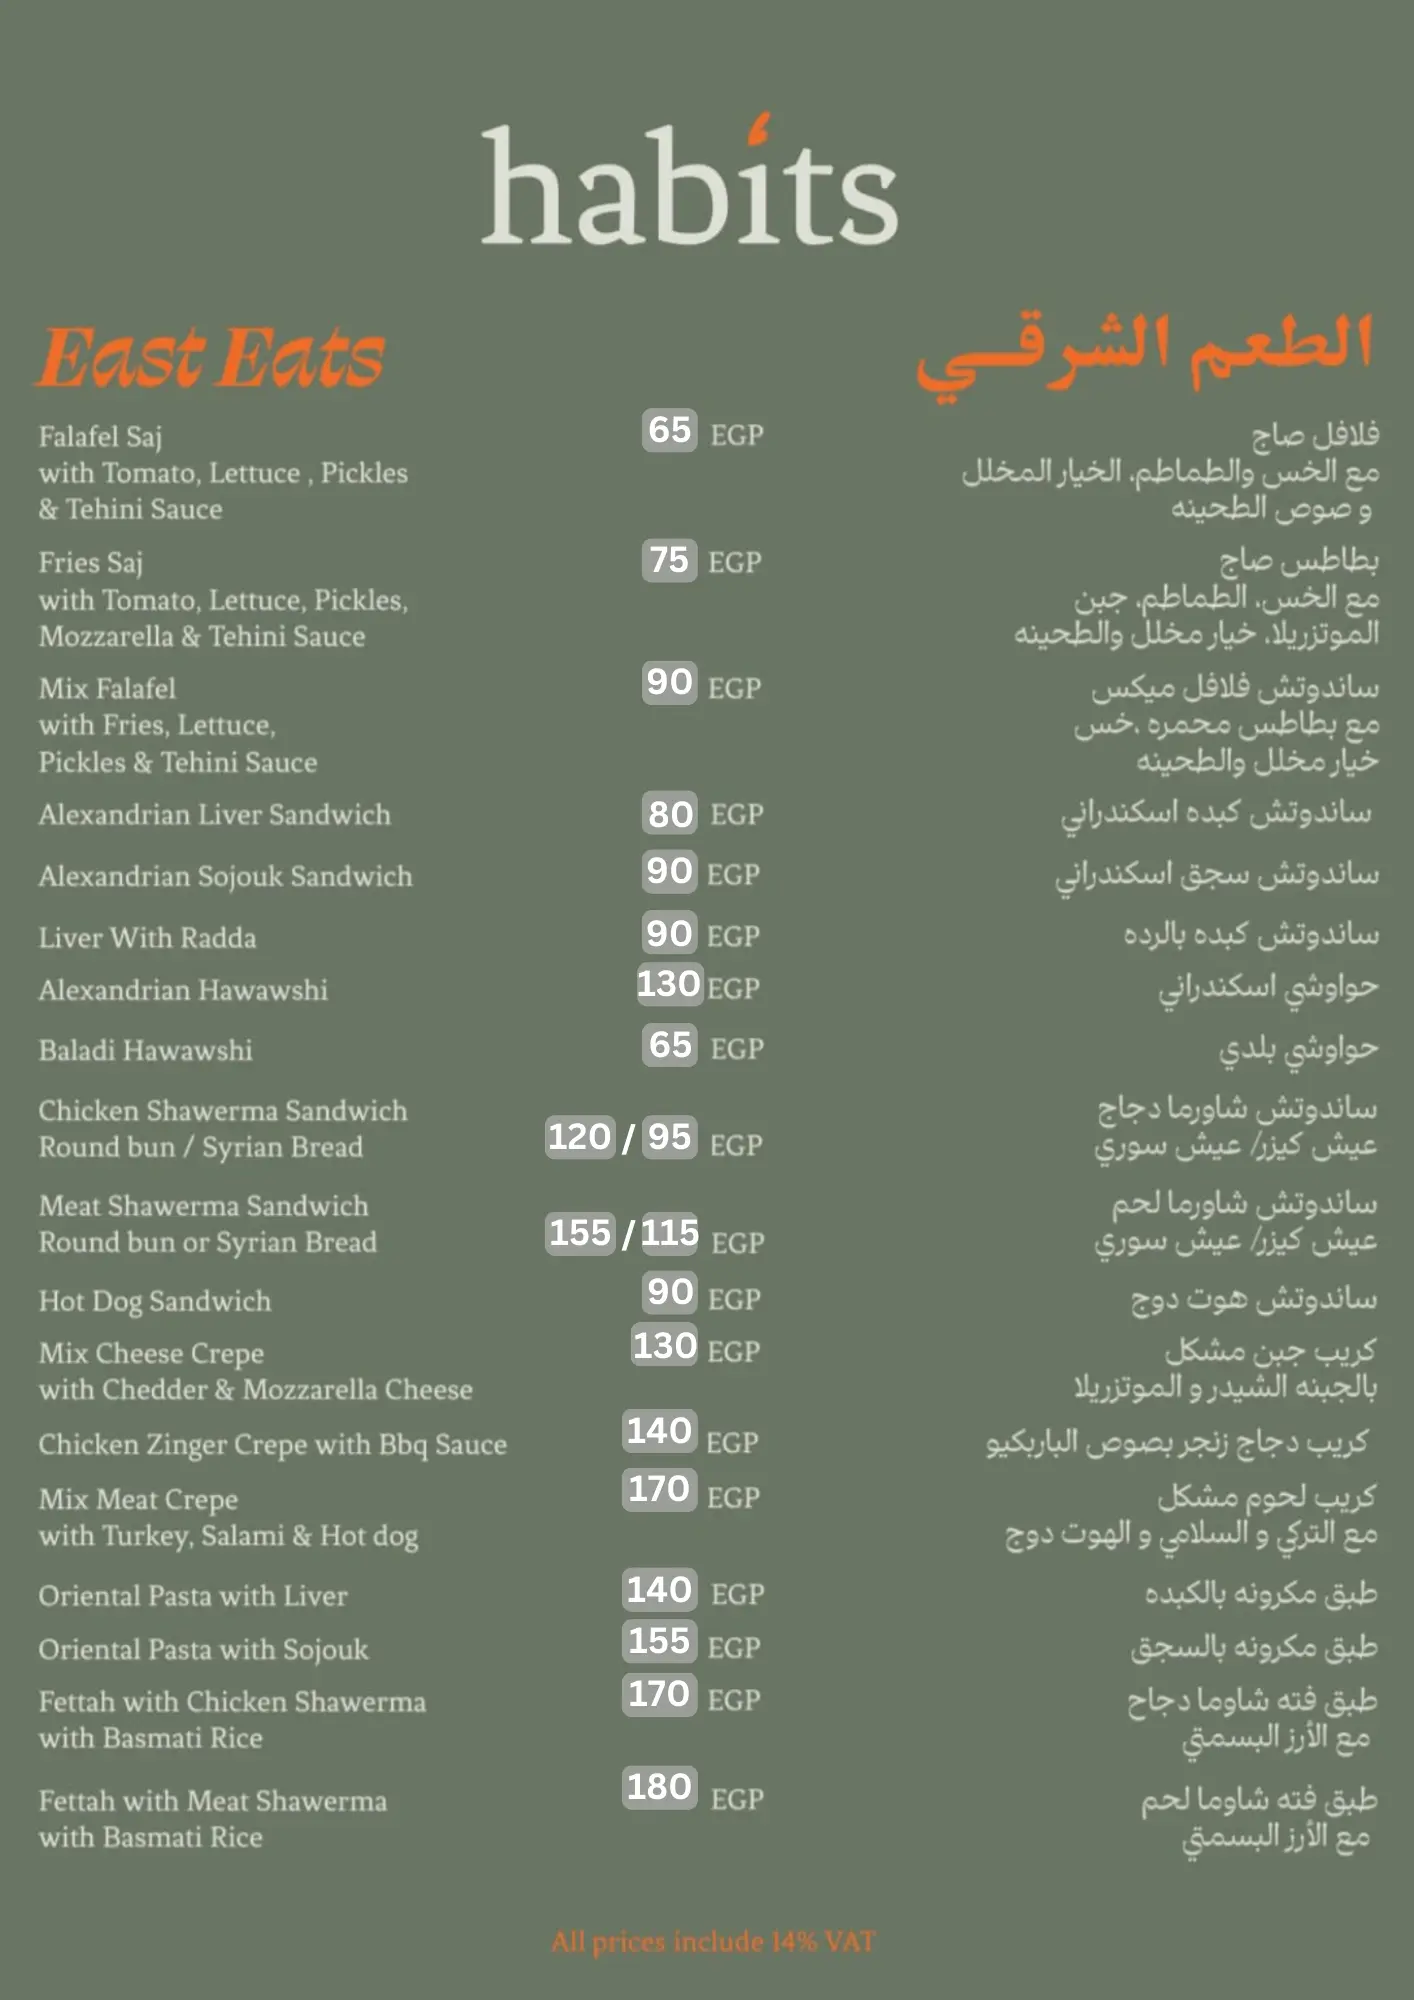 habits
East Eats
الطعم الشرقي
Falafel Saj 65 EGP فلافل صاج
with Tomato, Lettuce , Pickles مع الخس والطماطم، الخيار المخلل
& Tehini Sauce و صوص الطحينه
Fries Saj 75 EGP بطاطس صاج
with Tomato, Lettuce, Pickles, مع الخس، الطماطم، جبن
Mozzarella & Tehini Sauce الموتزريلا، خيار مخلل والطحينه
Mix Falafel 90 EGP ساندوتش فلافل ميكس
with Fries, Lettuce, مع بطاطس محمره ،خس
Pickles & Tehini Sauce خيار مخلل والطحينه
Alexandrian Liver Sandwich 80 EGP ساندوتش كبده اسكندراني
Alexandrian Sojouk Sandwich 90 EGP ساندوتش سجق اسكندراني
Liver With Radda 90 EGP ساندوتش كبده بالرده
Alexandrian Hawawshi 130 EGP حواوشي اسكندراني
Baladi Hawawshi 65 EGP حواوشي بلدي
Chicken Shawerma Sandwich ساندوتش شاورما دجاج
Round bun / Syrian Bread 120 / 95 EGP عيش كيزر/ عيش سوري
Meat Shawerma Sandwich ساندوتش شاورما لحم
Round bun or Syrian Bread 155 / 115 EGP عيش كيزر/ عيش سوري
Hot Dog Sandwich 90 EGP ساندوتش هوت دوج
Mix Cheese Crepe 130 EGP كريب جبن مشكل
with Chedder & Mozzarella Cheese بالجبنه الشيدر و الموتزريلا
Chicken Zinger Crepe with Bbq Sauce 140 EGP كريب دجاج زنجر بصوص الباربكيو
Mix Meat Crepe 170 EGP كريب لحوم مشكل
with Turkey, Salami & Hot dog مع التركي و السلامي و الهوت دوج
Oriental Pasta with Liver 140 EGP طبق مكرونه بالكبده
Oriental Pasta with Sojouk 155 EGP طبق مكرونه بالسجق
Fettah with Chicken Shawerma 170 EGP طبق فته شاوما دجاح
with Basmati Rice مع الأرز البسمتي
Fettah with Meat Shawerma 180 EGP طبق فته شاوما لحم
with Basmati Rice مع الأرز البسمتي
All prices include 14% VAT